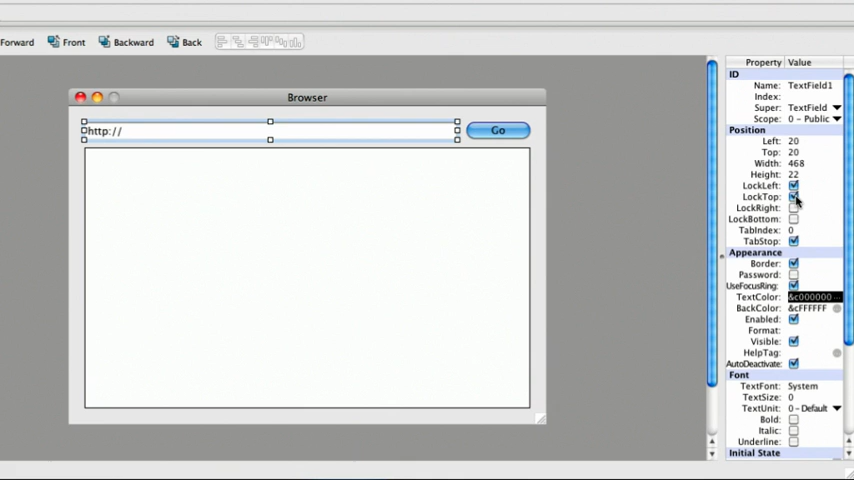 Forward Front Backward Back
Property Value
ID
Name: TextField1
Index:
Super: TextField
Scope: 0 – Public
Position
Left: 20
Top: 20
Width: 468
Height: 22
LockLeft:
LockTop:
LockRight:
LockBottom:
TabIndex: 0
TabStop:
Appearance
Border:
Password:
UseFocusRing:
TextColor: &c000000 ...
BackColor: &cFFFFFF
Enabled:
Format:
Visible:
HelpTag:
AutoDeactivate:
Font
TextFont: System
TextSize: 0
TextUnit: 0 – Default
Bold:
Italic:
Underline:
Initial State
Browser
http://
Go